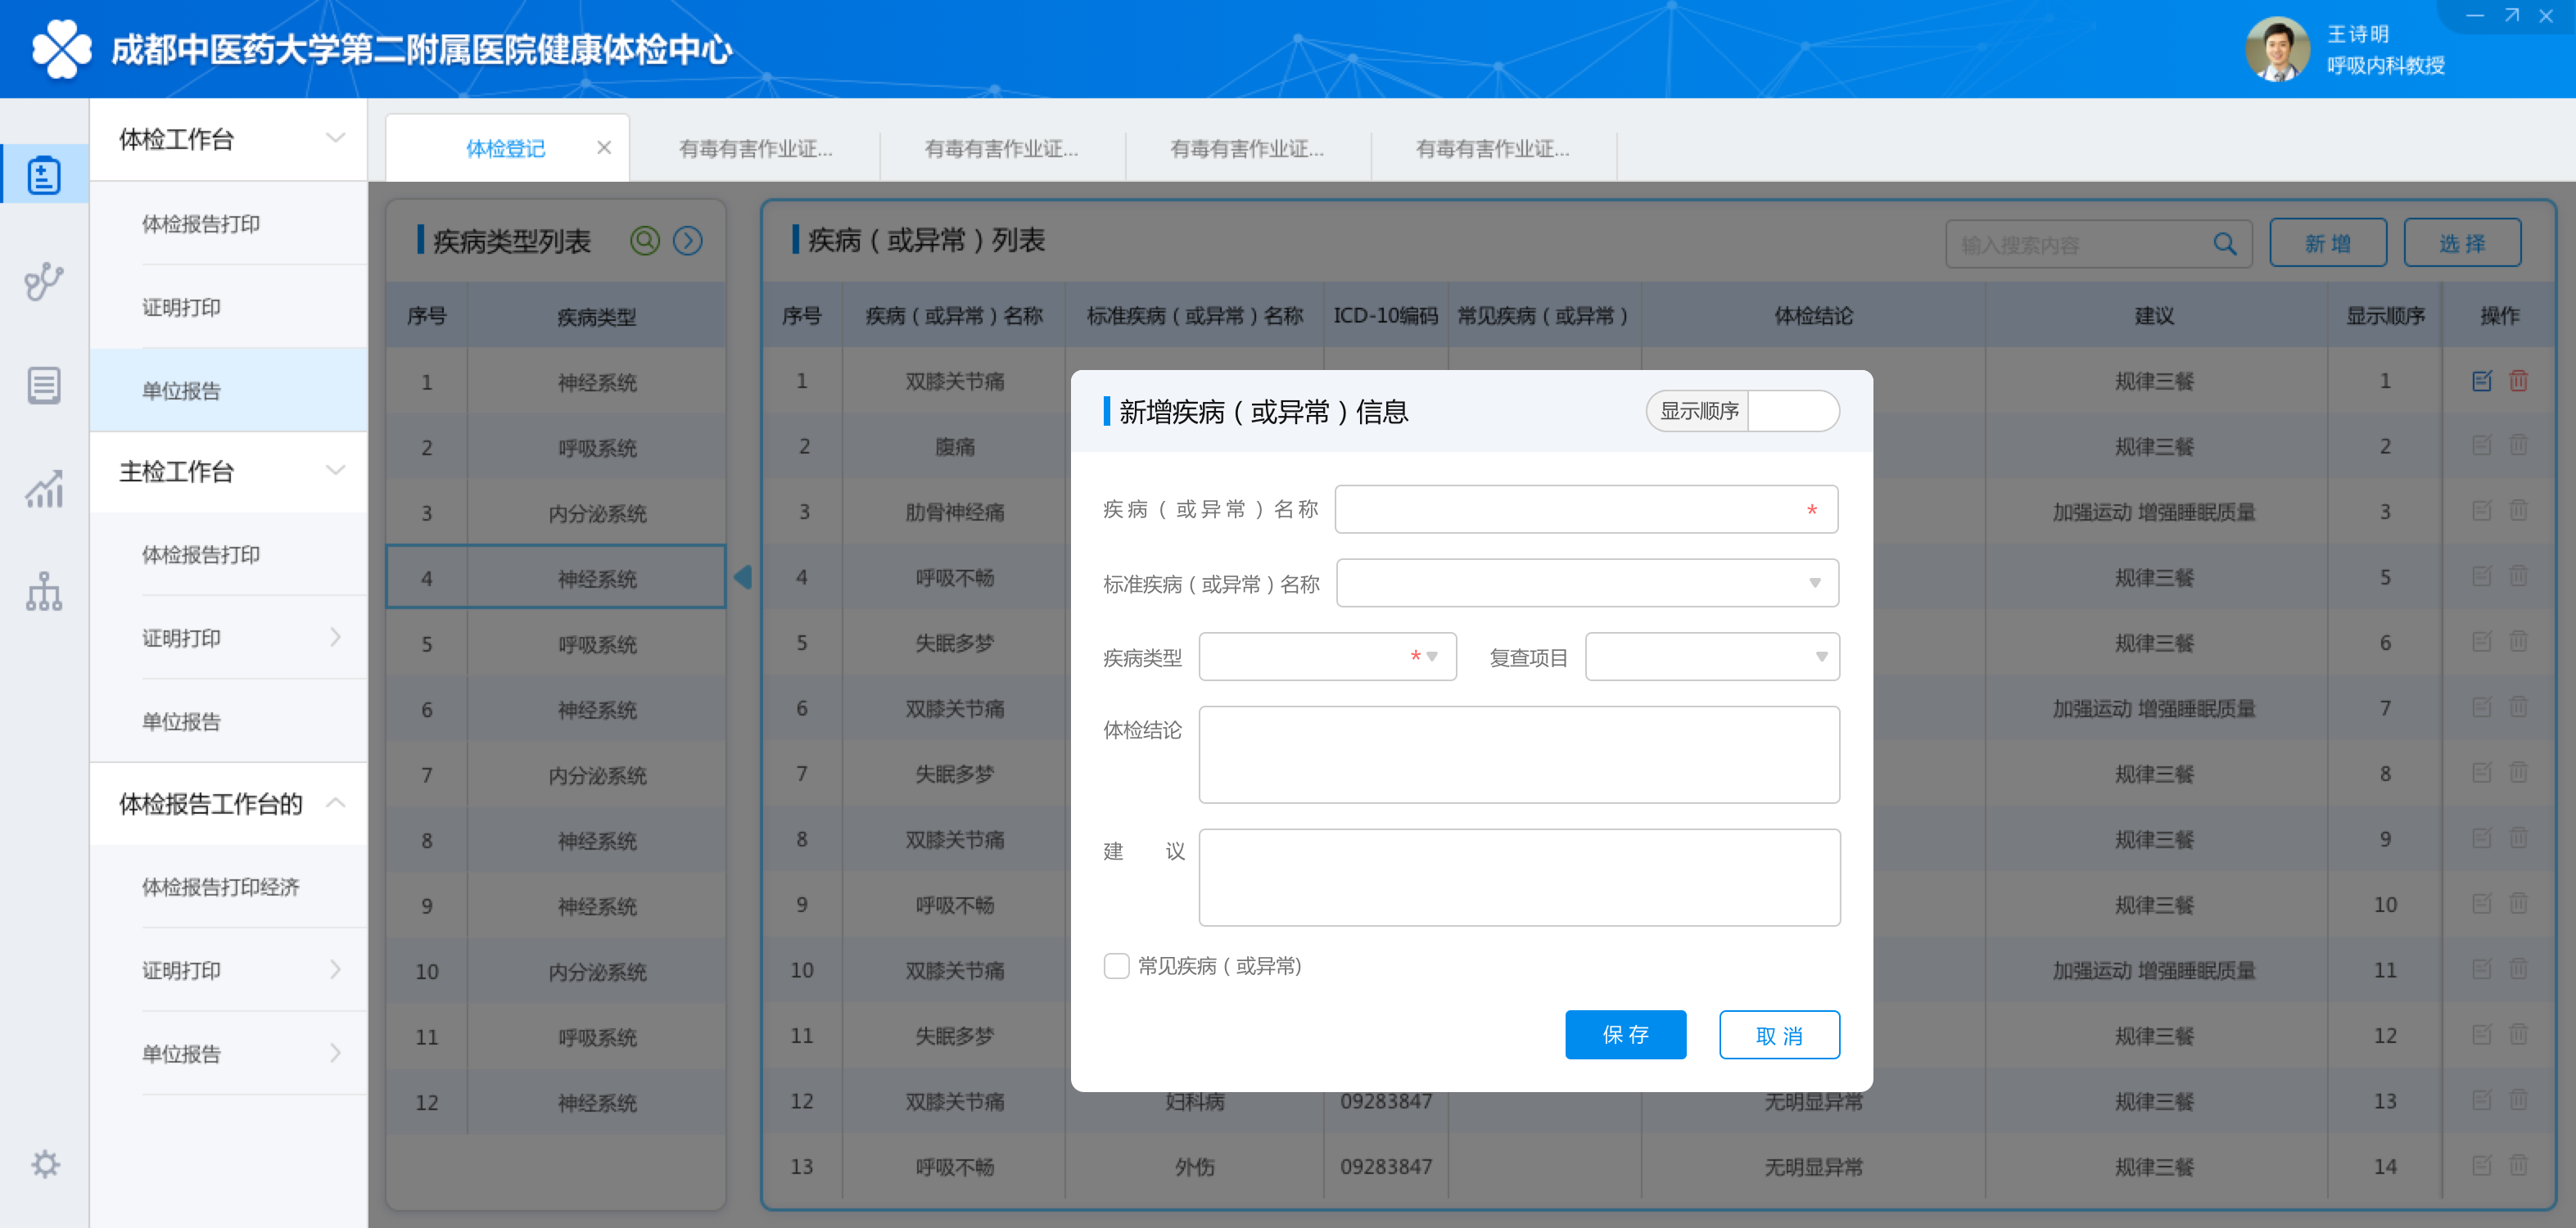 成都中医药大学第二附属医院健康体检中心
王诗明
呼吸内科教授
体检工作台
体检报告打印
证明打印
单位报告
主检工作台
体检报告打印
证明打印
单位报告
体检报告工作台的
体检报告打印经济
证明打印
单位报告
体检登记 有毒有害作业证... 有毒有害作业证... 有毒有害作业证... 有毒有害作业证...
疾病类型列表
序号 疾病类型
1 神经系统
2 呼吸系统
3 内分泌系统
4 神经系统
5 呼吸系统
6 神经系统
7 内分泌系统
8 神经系统
9 神经系统
10 内分泌系统
11 呼吸系统
12 神经系统
疾病（或异常）列表 输入搜索内容 新 增 选 择
序号 疾病（或异常）名称 标准疾病（或异常）名称 ICD-10编码 常见疾病（或异常） 体检结论 建议 显示顺序 操作
1 双膝关节痛 规律三餐 1
2 腹痛 规律三餐 2
3 肋骨神经痛 加强运动 增强睡眠质量 3
4 呼吸不畅 规律三餐 5
5 失眠多梦 规律三餐 6
6 双膝关节痛 加强运动 增强睡眠质量 7
7 失眠多梦 规律三餐 8
8 双膝关节痛 规律三餐 9
9 呼吸不畅 规律三餐 10
10 双膝关节痛 加强运动 增强睡眠质量 11
11 失眠多梦 规律三餐 12
12 双膝关节痛 妇科病 09283847 无明显异常 规律三餐 13
13 呼吸不畅 外伤 09283847 无明显异常 规律三餐 14
新增疾病（或异常）信息 显示顺序
疾病（或异常）名称 *
标准疾病（或异常）名称
疾病类型 * 复查项目
体检结论
建 议
常见疾病（或异常)
保 存 取 消